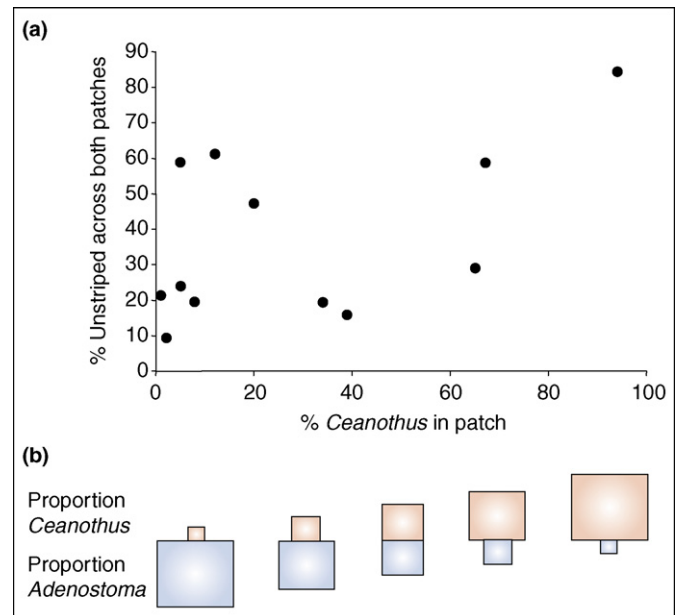 (a)
% Unstriped across both patches
90
80
70
60
50
40
30
20
10
0
0 20 40 60 80 100
% Ceanothus in patch
(b)
Proportion
Ceanothus
Proportion
Adenostoma